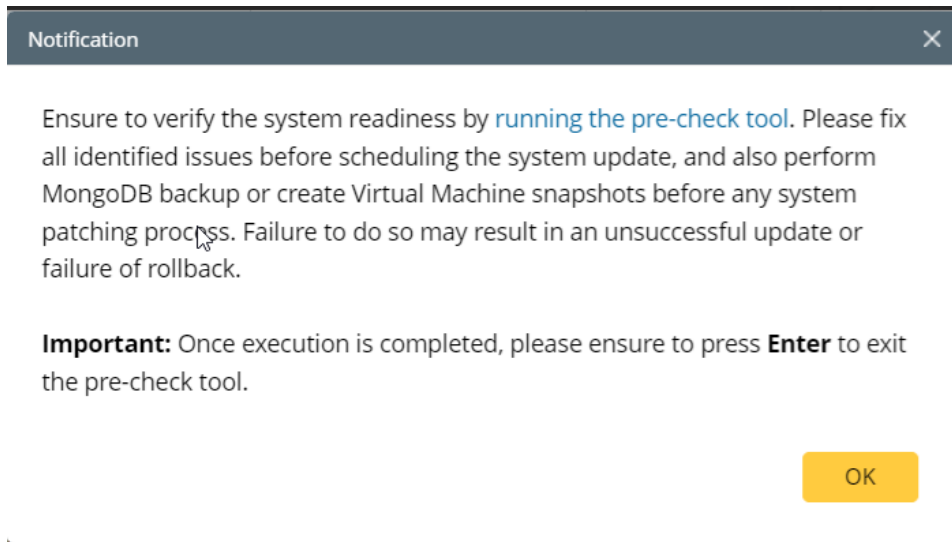 Notification
Ensure to verify the system readiness by running the pre-check tool. Please fix
all identified issues before scheduling the system update, and also perform
MongoDB backup or create Virtual Machine snapshots before any system
patching process. Failure to do so may result in an unsuccessful update or
failure of rollback.
Important: Once execution is completed, please ensure to press Enter to exit
the pre-check tool.
OK